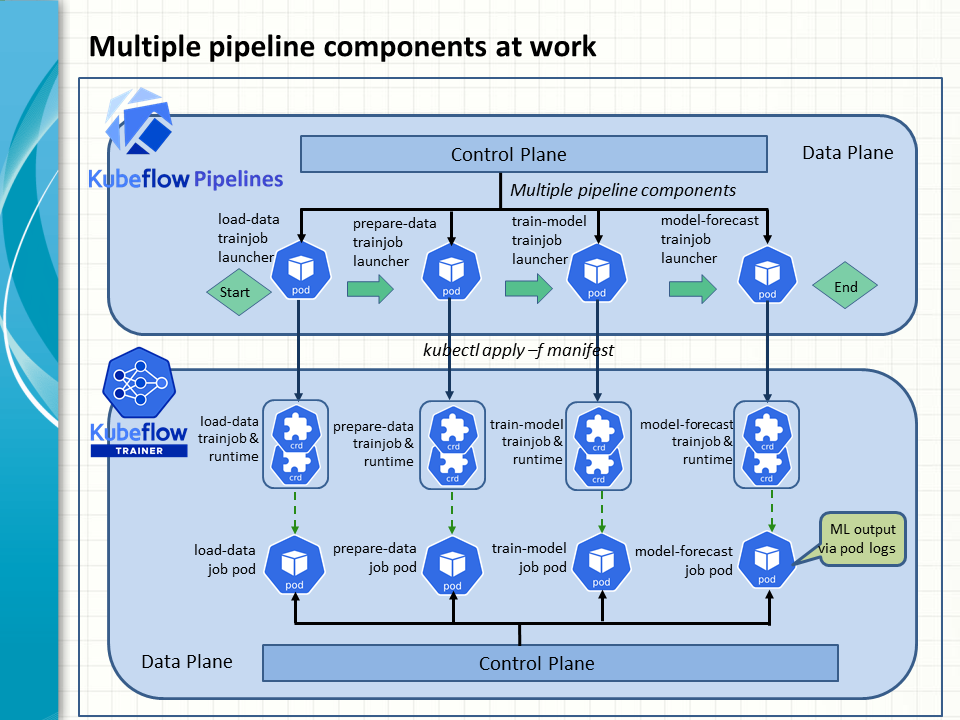 Multiple pipeline components at work
Control Plane
Data Plane
Kubeflow Pipelines
Multiple pipeline components
load-data
trainjob
launcher
prepare-data
trainjob
launcher
train-model
trainjob
launcher
model-forecast
trainjob
launcher
Start
pod
pod
pod
pod
End
kubectl apply –f manifest
Kubeflow
TRAINER
load-data
trainjob &
runtime
crd
crd
prepare-data
trainjob &
runtime
crd
crd
train-model
trainjob &
runtime
crd
crd
model-forecast
trainjob &
runtime
crd
crd
load-data
job pod
pod
prepare-data
job pod
pod
train-model
job pod
pod
model-forecast
job pod
pod
ML output
via pod logs
Data Plane
Control Plane